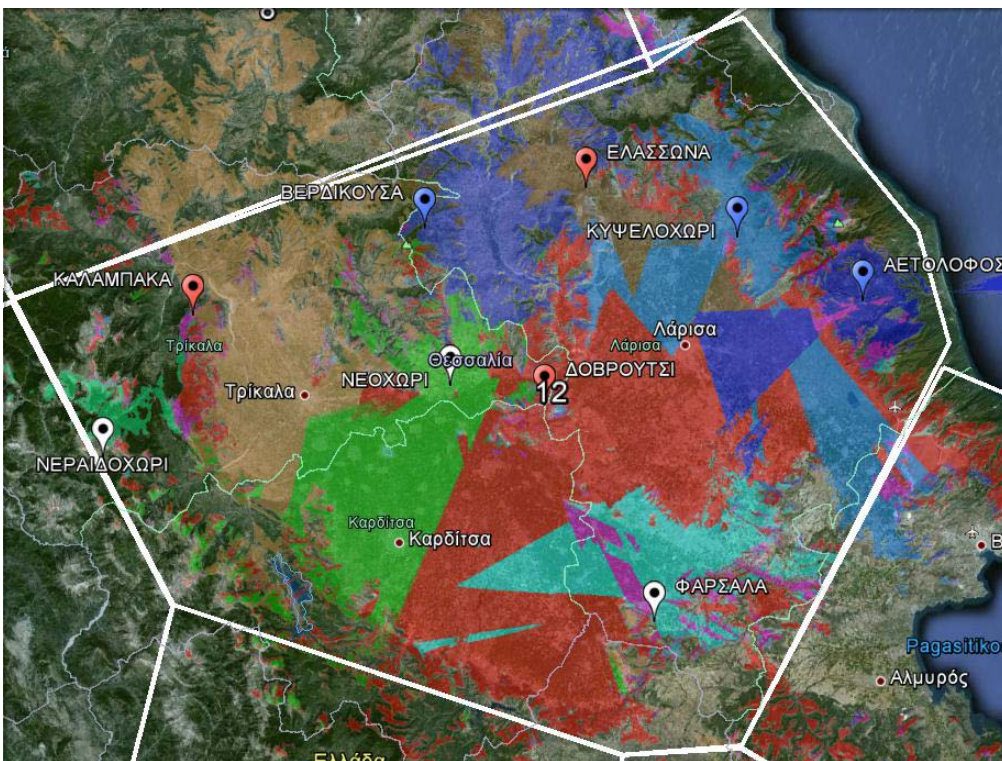 ΕΛΑΣΣΩΝΑ
ΒΕΡΔΙΚΟΥΣΑ
ΚΥΨΕΛΟΧΩΡΙ
ΑΕΤΟΛΟΦΟΣ
ΚΑΛΑΜΠΑΚΑ
Τρίκαλα
Λάρισα
Λάρισα
Θεσσαλία
ΝΕΟΧΩΡΙ
ΔΟΒΡΟΥΤΣΙ
12
Τρίκαλα
ΝΕΡΑΙΔΟΧΩΡΙ
Καρδίτσα
Καρδίτσα
ΦΑΡΣΑΛΑ
Pagasitiko
Αλμυρός
Ελλάδα